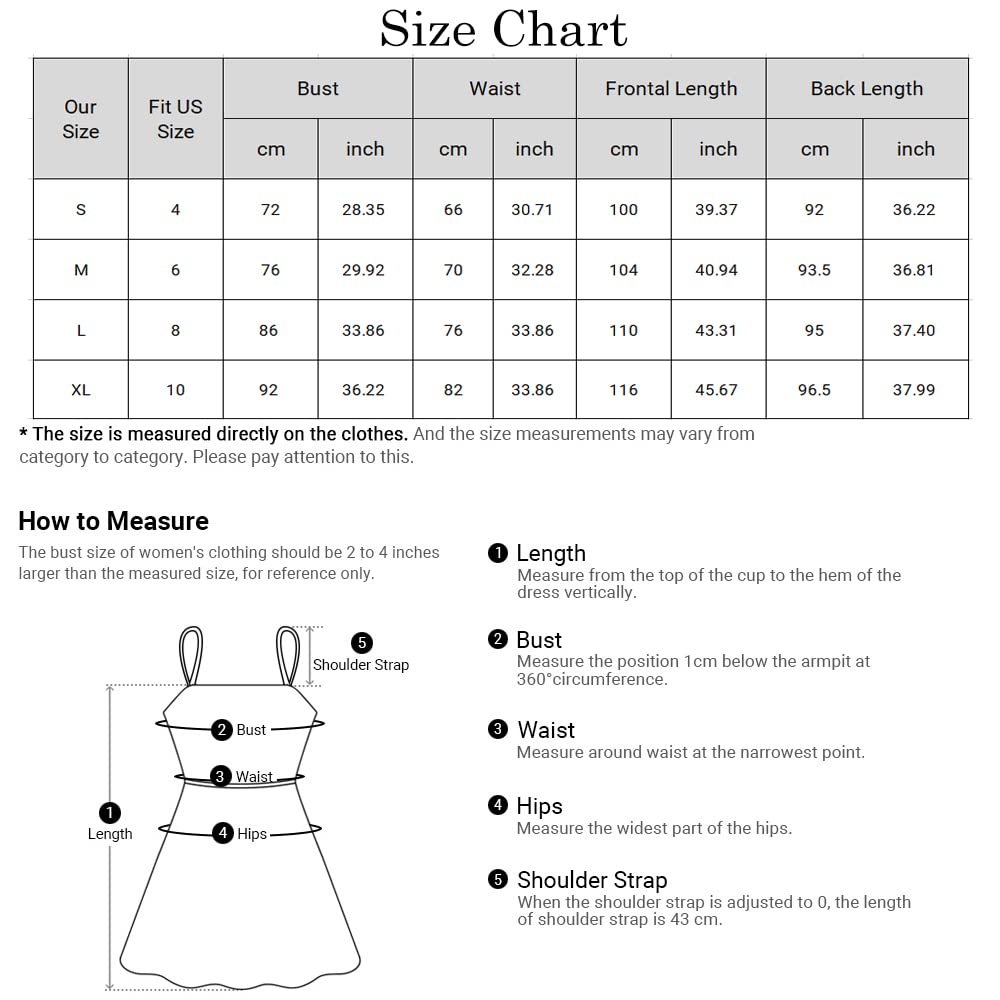 Size Chart
Our Size Fit US Size Bust Waist Frontal Length Back Length
cm inch cm inch cm inch cm inch
S 4 72 28.35 66 30.71 100 39.37 92 36.22
M 6 76 29.92 70 32.28 104 40.94 93.5 36.81
L 8 86 33.86 76 33.86 110 43.31 95 37.40
XL 10 92 36.22 82 33.86 116 45.67 96.5 37.99
* The size is measured directly on the clothes. And the size measurements may vary from
category to category. Please pay attention to this.
How to Measure
The bust size of women's clothing should be 2 to 4 inches
larger than the measured size, for reference only.
5
Shoulder Strap
2 Bust
3 Waist
1
Length
4 Hips
1 Length
Measure from the top of the cup to the hem of the
dress vertically.
2 Bust
Measure the position 1cm below the armpit at
360°circumference.
3 Waist
Measure around waist at the narrowest point.
4 Hips
Measure the widest part of the hips.
5 Shoulder Strap
When the shoulder strap is adjusted to 0, the length
of shoulder strap is 43 cm.